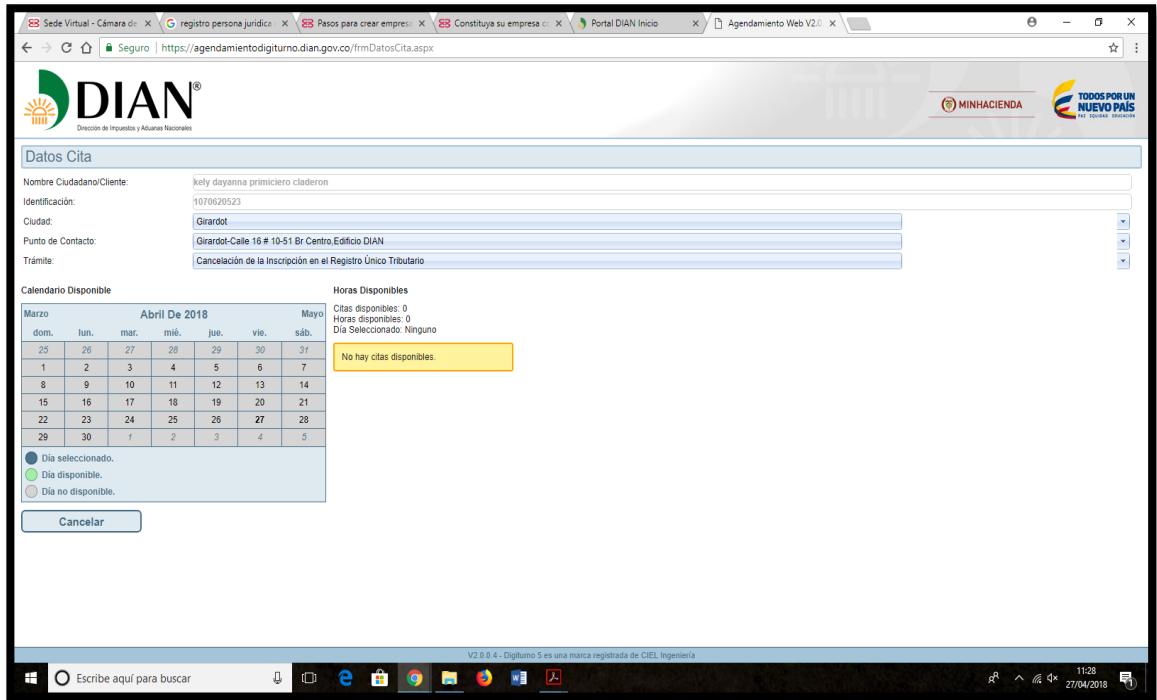 Sede Virtual - Cámara de
registro persona juridica
Pasos para crear empresa
Constituya su empresa co
Portal DIAN Inicio
Agendamiento Web V2.0
Seguro | https://agendamientodigiturno.dian.gov.co/frmDatosCita.aspx
DIAN®
Dirección de Impuestos y Aduanas Nacionales
MINHACIENDA
TODOS POR UN
NUEVO PAÍS
PAZ EQUIDAD EDUCACIÓN
Datos Cita
Nombre Ciudadano/Cliente: kely dayanna primiciero claderon
Identificación: 1070620523
Ciudad: Girardot
Punto de Contacto: Girardot-Calle 16 # 10-51 Br Centro,Edificio DIAN
Trámite: Cancelación de la Inscripción en el Registro Único Tributario
Calendario Disponible
Marzo Abril De 2018 Mayo
dom. lun. mar. mié. jue. vie. sáb.
25 26 27 28 29 30 31
1 2 3 4 5 6 7
8 9 10 11 12 13 14
15 16 17 18 19 20 21
22 23 24 25 26 27 28
29 30 1 2 3 4 5
Día seleccionado.
Día disponible.
Día no disponible.
Cancelar
Horas Disponibles
Citas disponibles: 0
Horas disponibles: 0
Día Seleccionado: Ninguno
No hay citas disponibles.
V2.0.0.4 - Digiturno 5 es una marca registrada de CIEL Ingeniería
Escribe aquí para buscar
11:28
27/04/2018